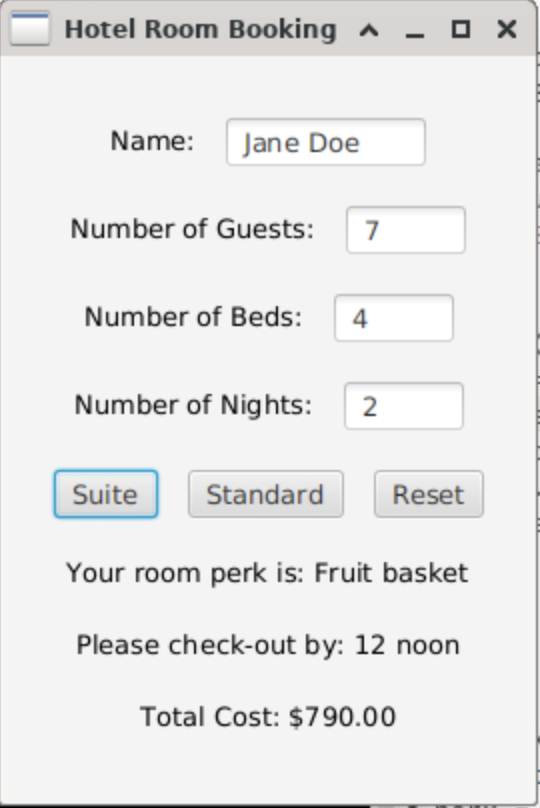 Hotel Room Booking
Name: Jane Doe
Number of Guests: 7
Number of Beds: 4
Number of Nights: 2
Suite Standard Reset
Your room perk is: Fruit basket
Please check-out by: 12 noon
Total Cost: $790.00